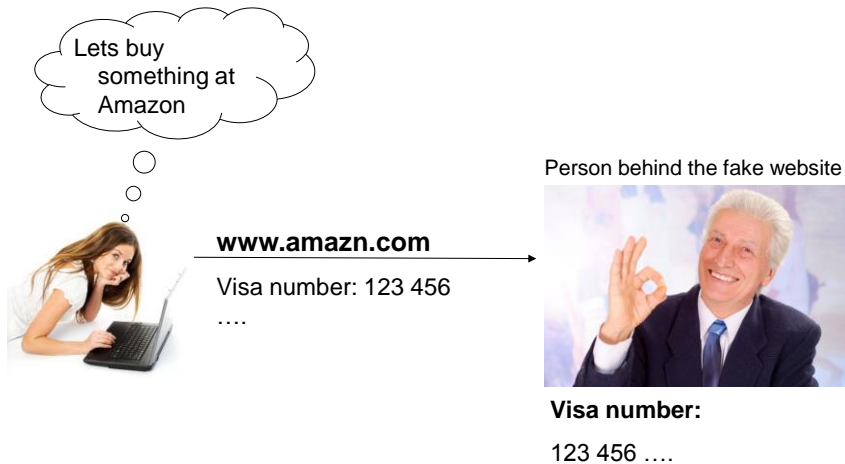 Lets buy
something at
Amazon
Person behind the fake website
www.amazn.com
Visa number: 123 456
….
Visa number:
123 456 ….